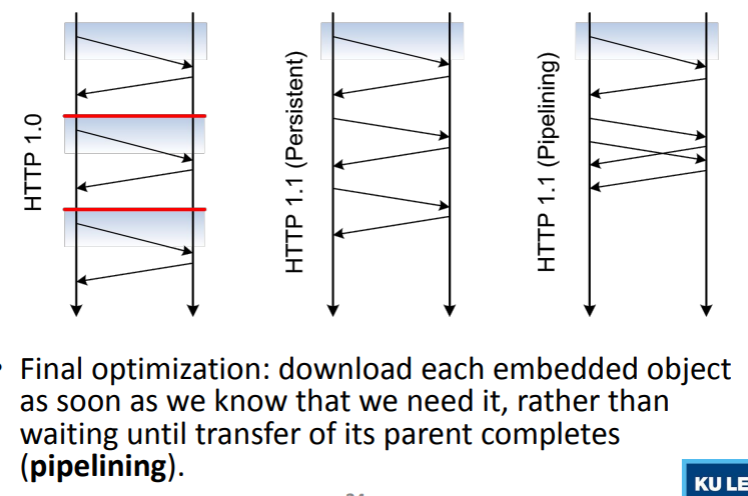 HTTP 1.0
HTTP 1.1 (Persistent)
HTTP 1.1 (Pipelining)
• Final optimization: download each embedded object
as soon as we know that we need it, rather than
waiting until transfer of its parent completes
(pipelining).
KU LE